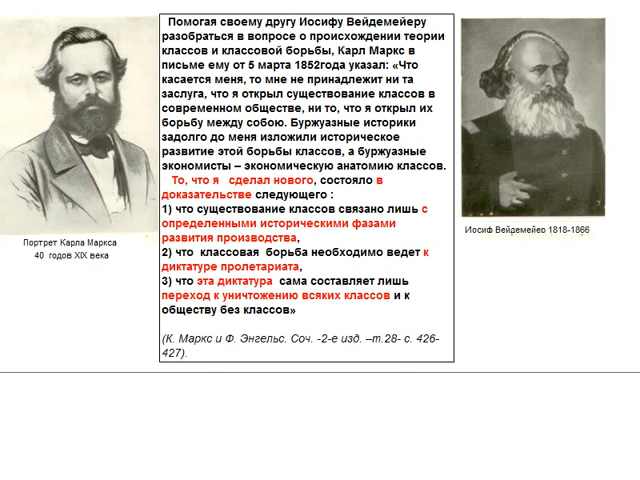 Помогая своему другу Иосифу Вейдемейеру
разобраться в вопросе о происхождении теории
классов и классовой борьбы, Карл Маркс в
письме ему от 5 марта 1852года указал: «Что
касается меня, то мне не принадлежит ни та
заслуга, что я открыл существование классов в
современном обществе, ни то, что я открыл их
борьбу между собою. Буржуазные историки
задолго до меня изложили историческое
развитие этой борьбы классов, а буржуазные
экономисты – экономическую анатомию классов.
То, что я сделал нового, состояло в
доказательстве следующего :
1) что существование классов связано лишь с
определенными историческими фазами
развития производства,
2) что классовая борьба необходимо ведет к
диктатуре пролетариата,
3) что эта диктатура сама составляет лишь
переход к уничтожению всяких классов и к
обществу без классов»
(К. Маркс и Ф. Энгельс. Соч. -2-е изд. –т.28- с. 426-
427).
Портрет Карла Маркса
40 годов XIX века
Иосиф Вейдемейер 1818-1866